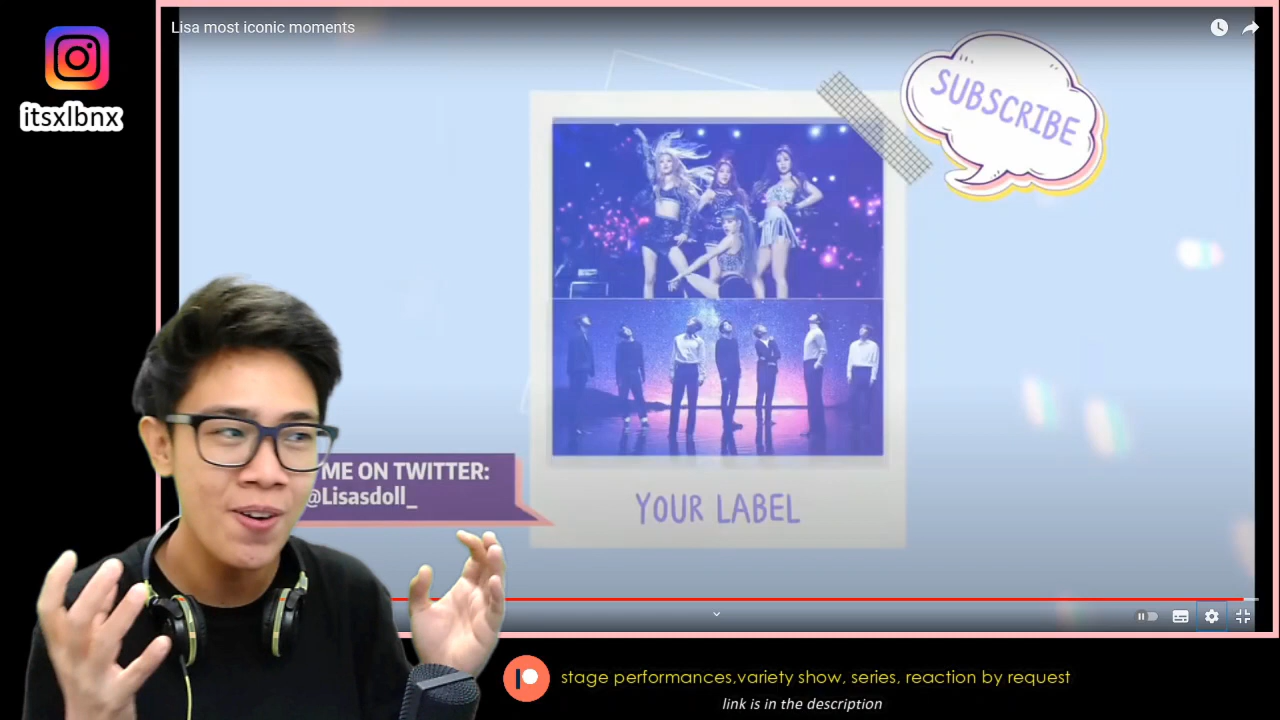 Lisa most iconic moments
itsxlbnx
SUBSCRIBE
ME ON TWITTER:
@Lisasdoll_
YOUR LABEL
stage performances,variety show, series, reaction by request
link is in the description